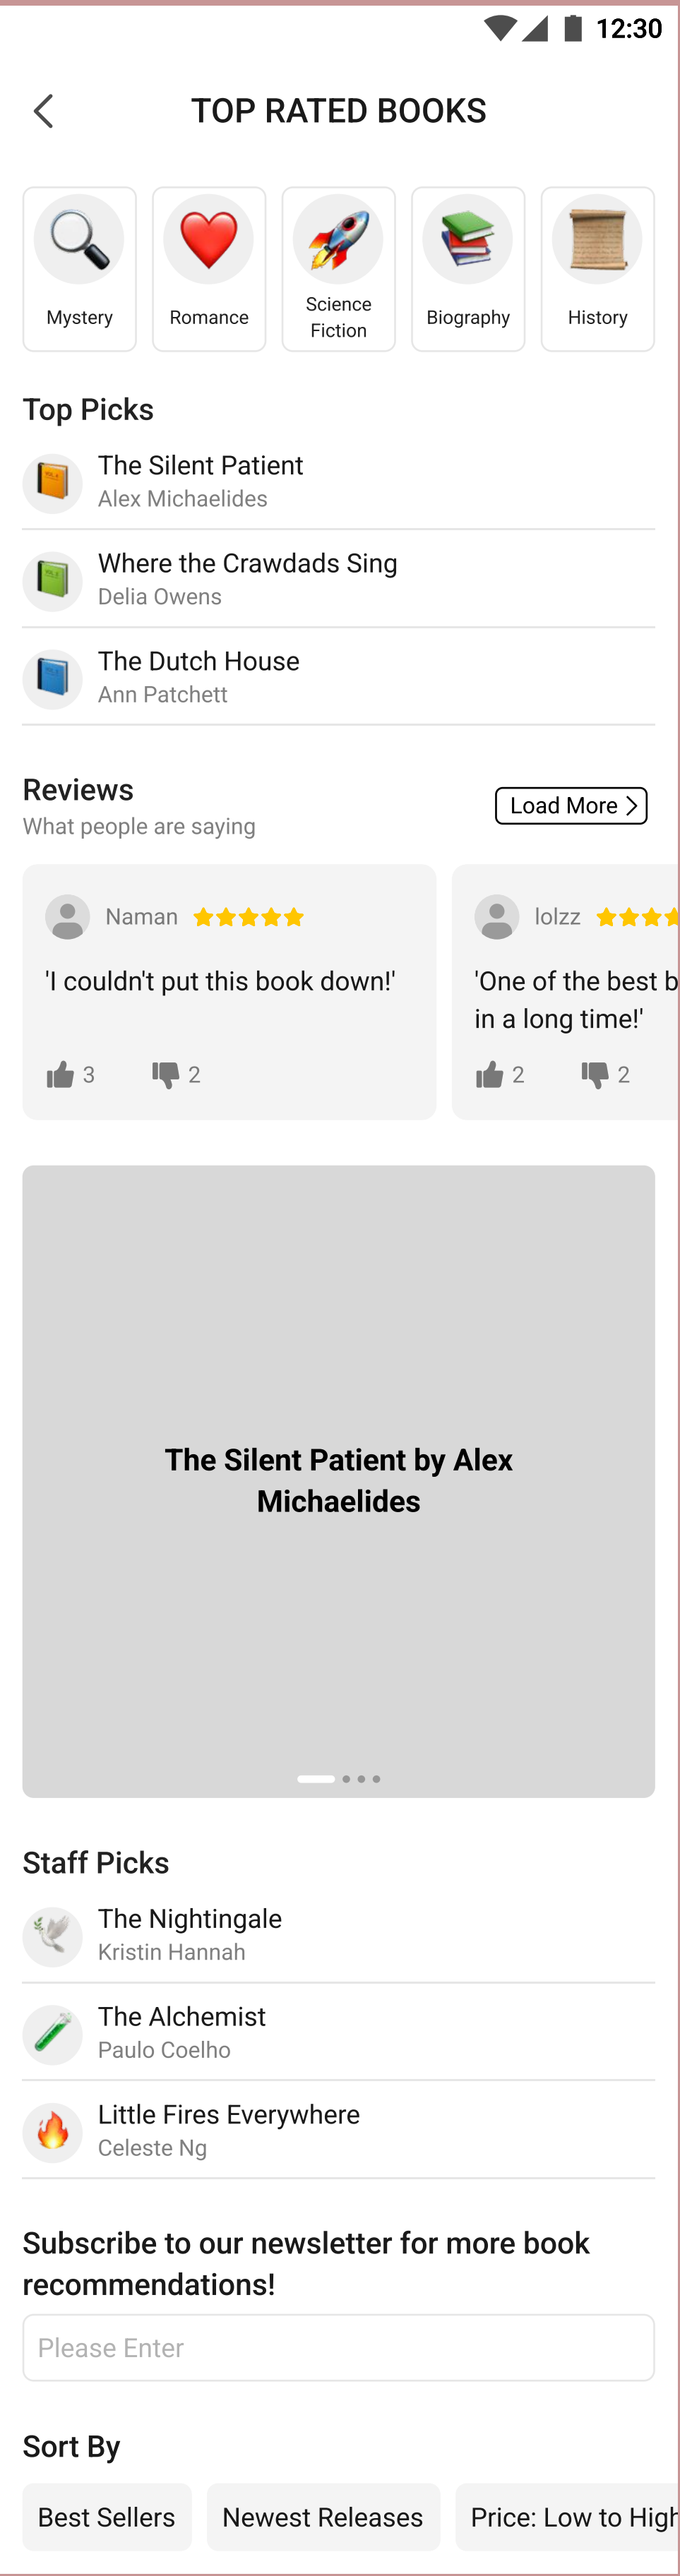 12:30
TOP RATED BOOKS
Mystery
Romance
Science
Fiction
Biography
History
Top Picks
The Silent Patient
Alex Michaelides
Where the Crawdads Sing
Delia Owens
The Dutch House
Ann Patchett
Reviews
What people are saying
Load More
Naman
'I couldn't put this book down!'
3
2
lolzz
'One of the best b
in a long time!'
2
2
The Silent Patient by Alex
Michaelides
Staff Picks
The Nightingale
Kristin Hannah
The Alchemist
Paulo Coelho
Little Fires Everywhere
Celeste Ng
Subscribe to our newsletter for more book
recommendations!
Please Enter
Sort By
Best Sellers
Newest Releases
Price: Low to High